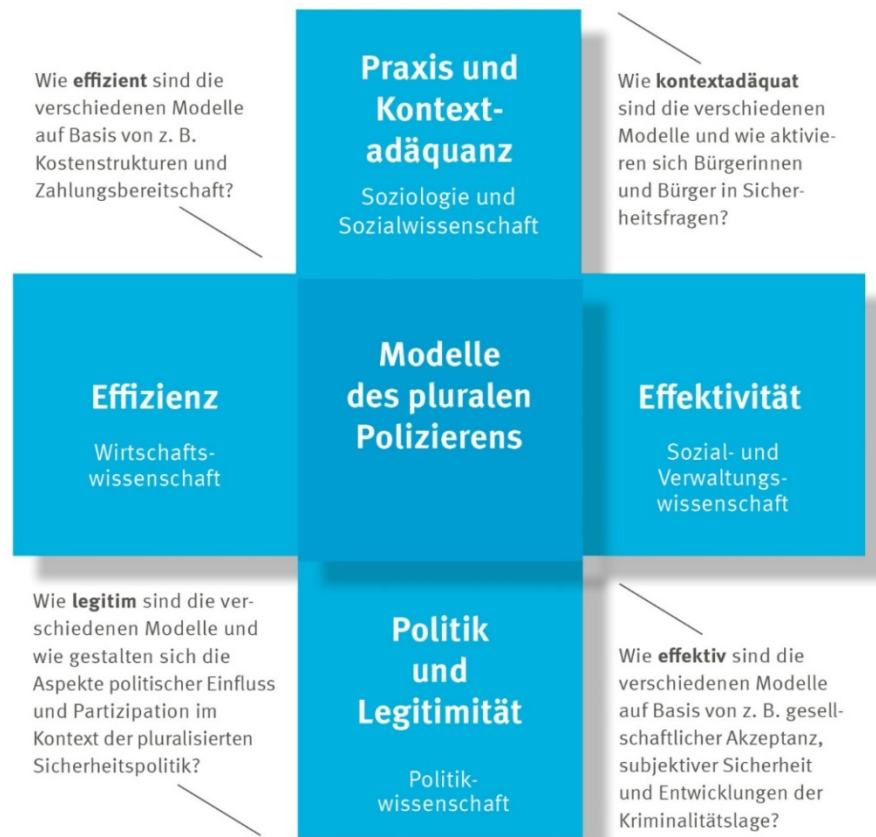 Wie effizient sind die
verschiedenen Modelle
auf Basis von z. B.
Kostenstrukturen und
Zahlungsbereitschaft?
Praxis und
Kontext-
adäquanz
Soziologie und
Sozialwissenschaft
Wie kontextadäquat
sind die verschiedenen
Modelle und wie aktivie-
ren sich Bürgerinnen
und Bürger in Sicher-
heitsfragen?
Effizienz
Wirtschafts-
wissenschaft
Modelle
des pluralen
Polizierens
Effektivität
Sozial- und
Verwaltungs-
wissenschaft
Wie legitim sind die ver-
schiedenen Modelle und
wie gestalten sich die
Aspekte politischer Einfluss
und Partizipation im
Kontext der pluralisierten
Sicherheitspolitik?
Politik
und
Legitimität
Politik-
wissenschaft
Wie effektiv sind die
verschiedenen Modelle
auf Basis von z. B. gesell-
schaftlicher Akzeptanz,
subjektiver Sicherheit
und Entwicklungen der
Kriminalitätslage?